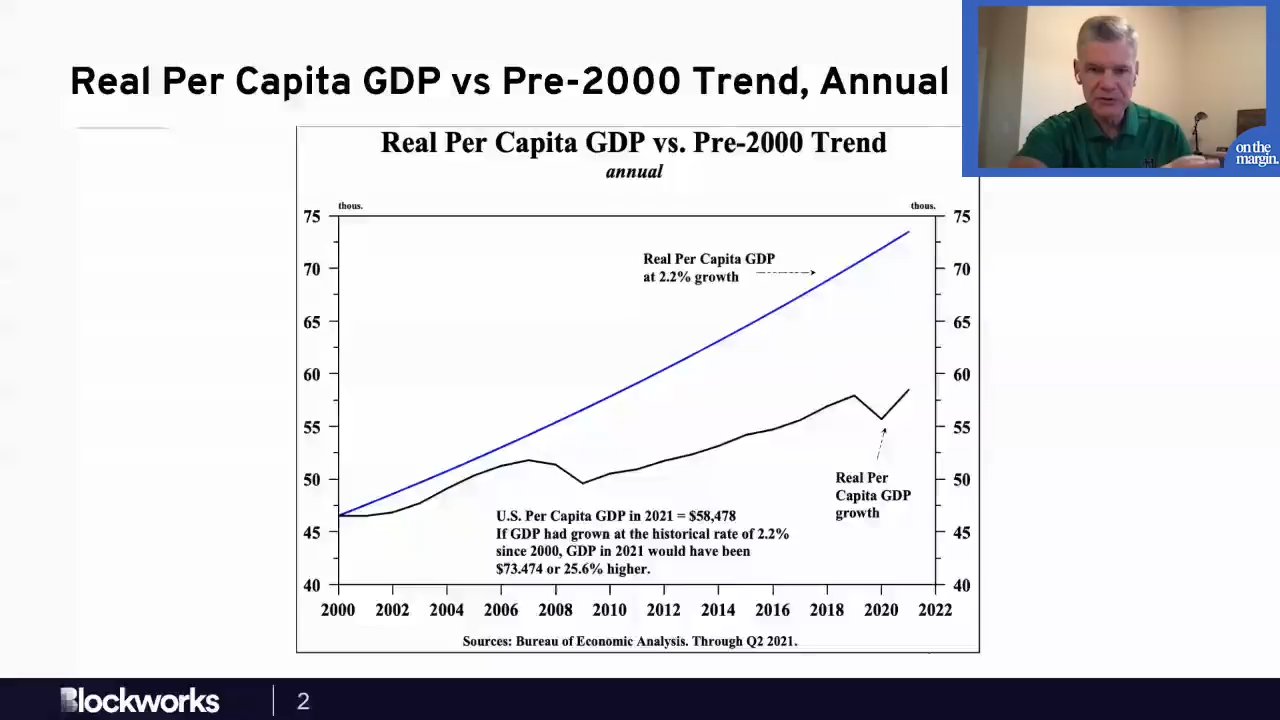 Real Per Capita GDP vs Pre-2000 Trend, Annual
on the
margin.
Real Per Capita GDP vs. Pre-2000 Trend
annual
thous.
thous.
75
75
70
70
65
65
60
60
55
55
50
50
45
45
40
40
Real Per Capita GDP
at 2.2% growth
Real Per
Capita GDP
growth
U.S. Per Capita GDP in 2021 = $58,478
If GDP had grown at the historical rate of 2.2%
since 2000, GDP in 2021 would have been
$73.474 or 25.6% higher.
2000 2002 2004 2006 2008 2010 2012 2014 2016 2018 2020 2022
Sources: Bureau of Economic Analysis. Through Q2 2021.
Blockworks 2